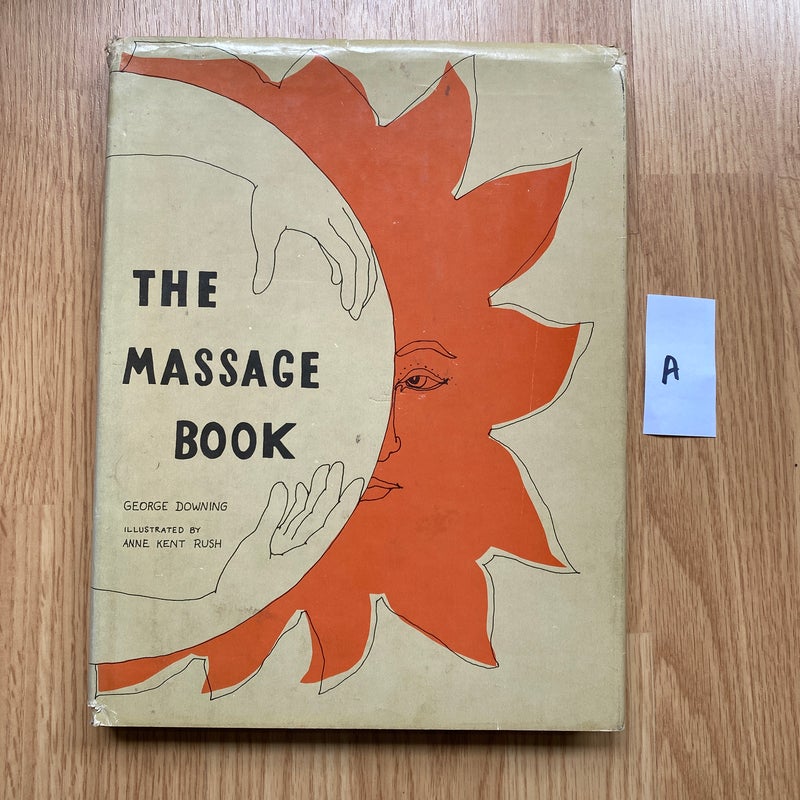 THE
MASSAGE
BOOK
GEORGE DOWNING
ILLUSTRATED BY
ANNE KENT RUSH
A